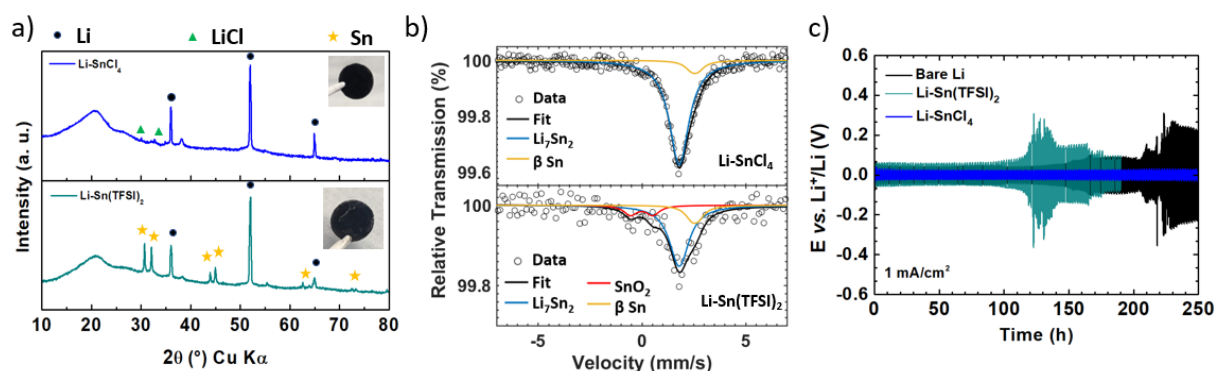 a)
● Li ▲ LiCl ★ Sn
Li-SnCl₄
Li-Sn(TFSI)₂
Intensity (a. u.)
10 20 30 40 50 60 70 80
2θ (°) Cu Kα
b)
100
99.8
99.6
Data
Fit
Li₇Sn₂
β Sn
Li-SnCl₄
100
99.8
Data
Fit
Li₇Sn₂
SnO₂
β Sn
Li-Sn(TFSI)₂
Relative Transmission (%)
-5 0 5
Velocity (mm/s)
c)
0.6
0.4
0.2
0.0
-0.2
-0.4
-0.6
E vs. Li⁺/Li (V)
Bare Li
Li-Sn(TFSI)₂
Li-SnCl₄
1 mA/cm²
0 50 100 150 200 250
Time (h)